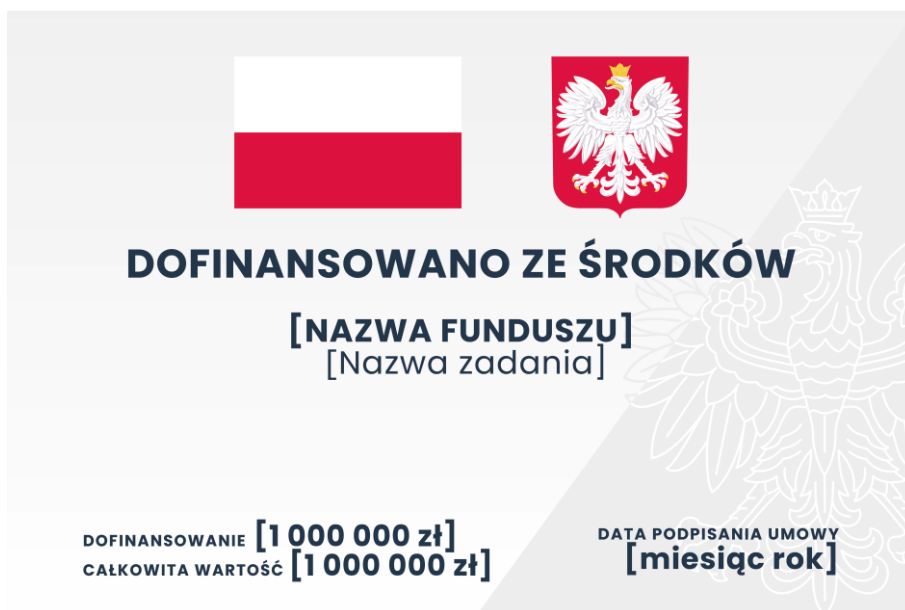 DOFINANSOWANO ZE ŚRODKÓW
[NAZWA FUNDUSZU]
[Nazwa zadania]
DOFINANSOWANIE [1 000 000 zł]
CAŁKOWITA WARTOŚĆ [1 000 000 zł]
DATA PODPISANIA UMOWY
[miesiąc rok]